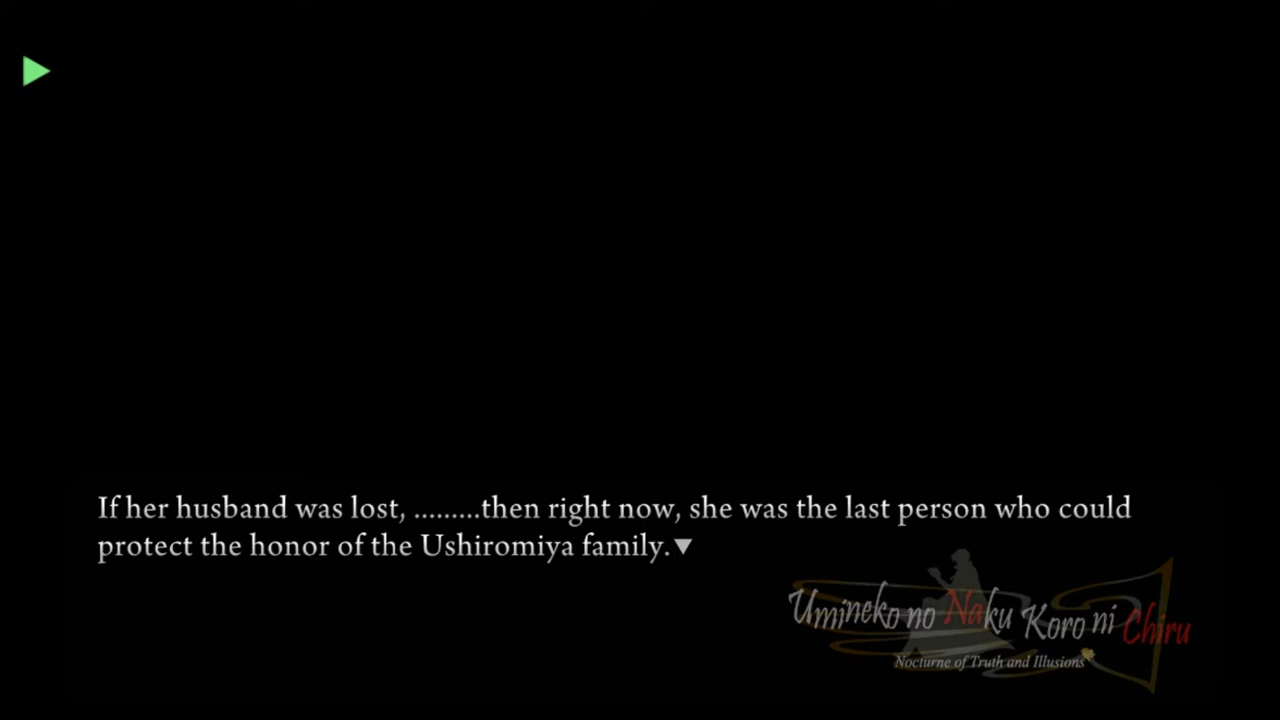 If her husband was lost, .........then right now, she was the last person who could
protect the honor of the Ushiromiya family.▼
Umineko no Naku Koro ni Chiru
Nocturne of Truth and Illusions